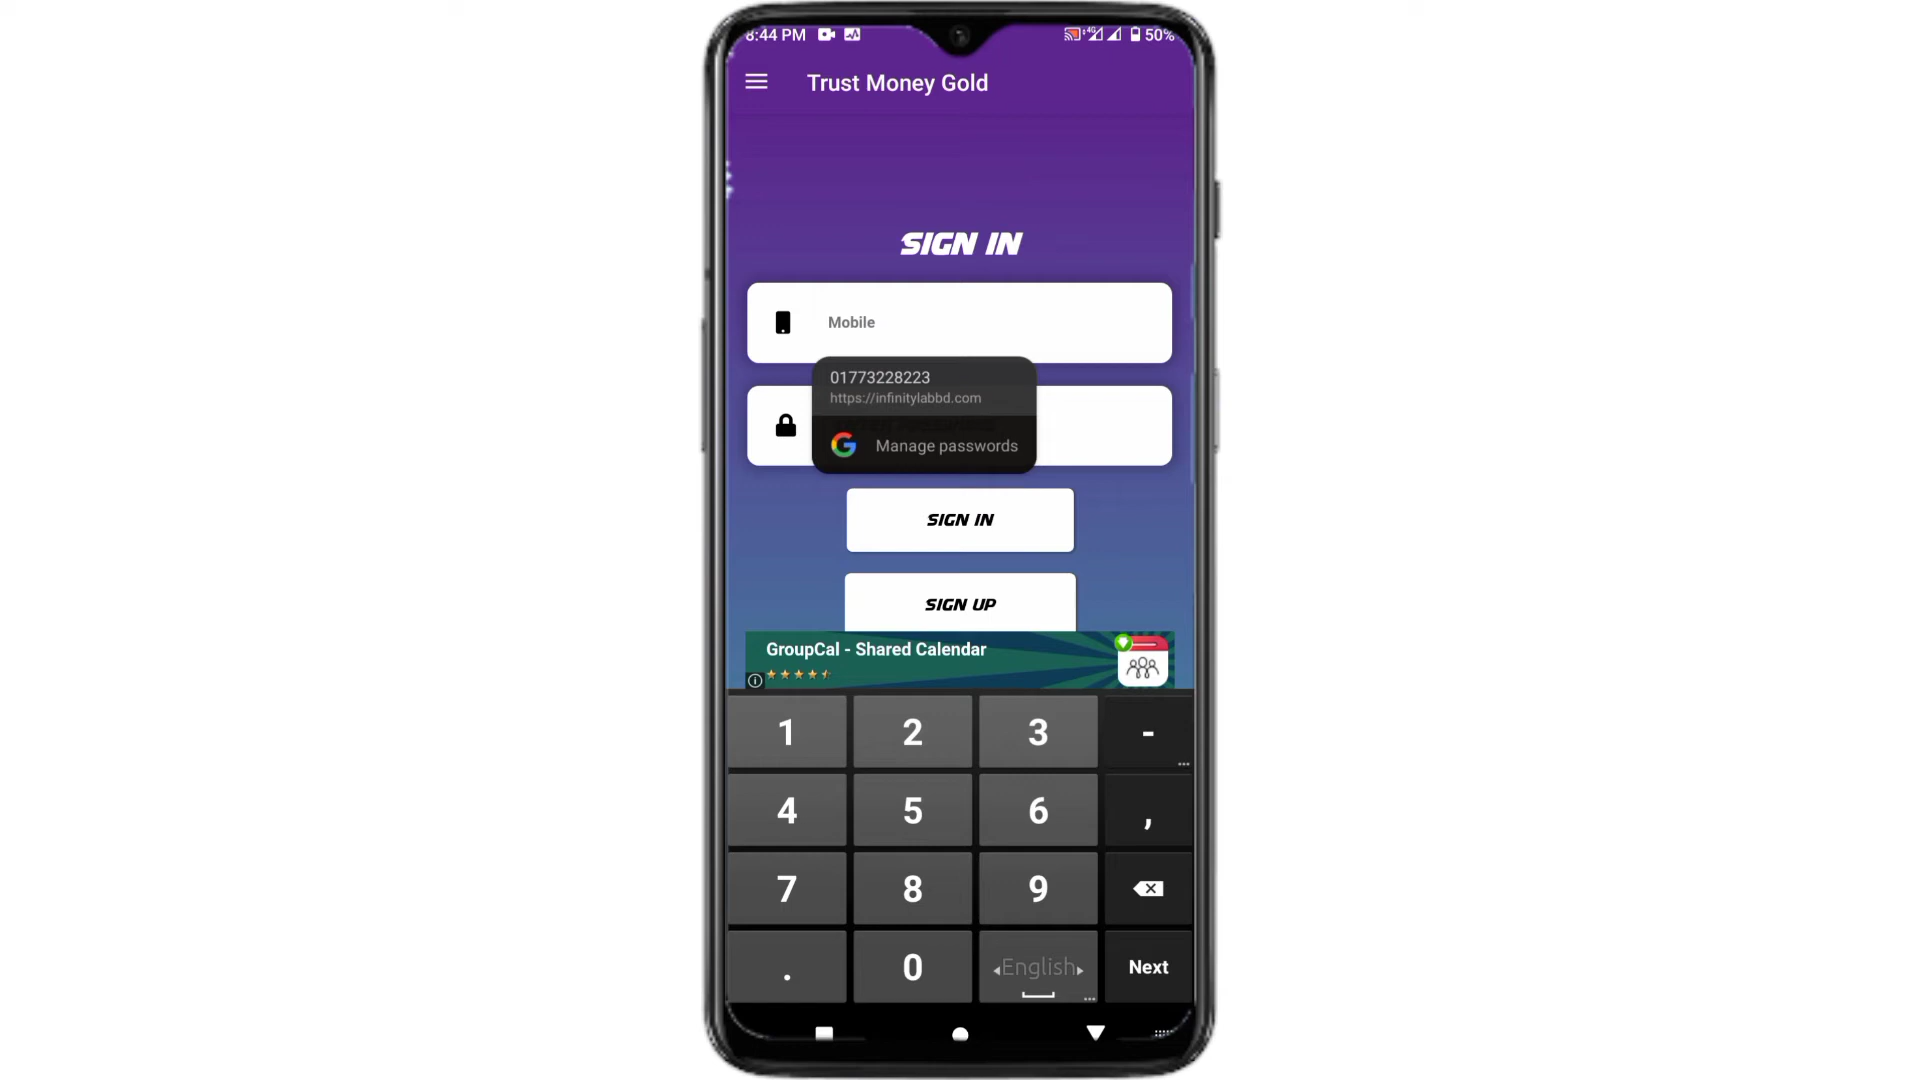 8:44 PM 4G 50%
Trust Money Gold
SIGN IN
Mobile
01773228223
https://infinitylabbd.com
Manage passwords
SIGN IN
SIGN UP
GroupCal - Shared Calendar
1 2 3 -
4 5 6 ,
7 8 9
. 0 English Next